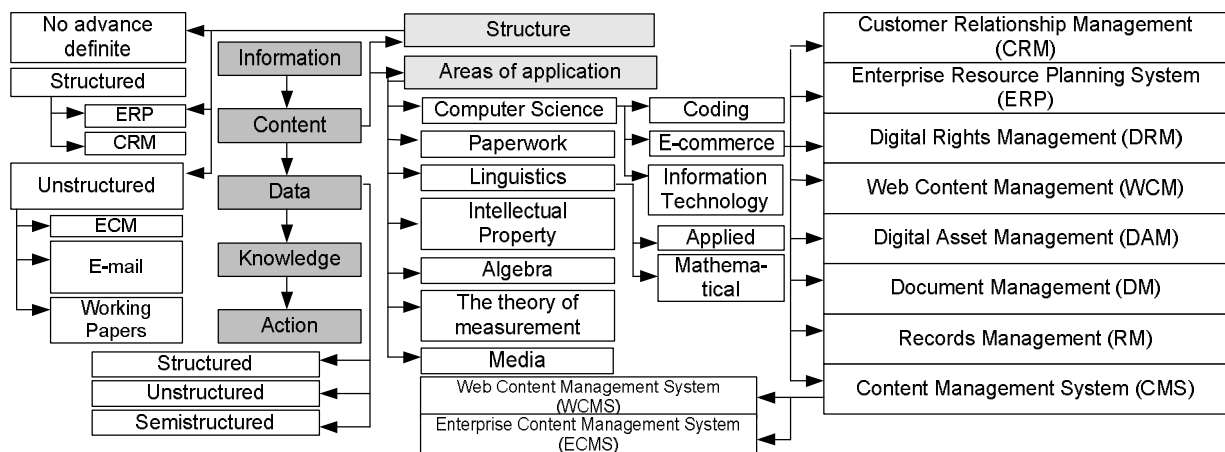 No advance
definite
Structured
ERP
CRM
Unstructured
ECM
E-mail
Working
Papers
Information
Content
Data
Knowledge
Action
Structured
Unstructured
Semistructured
Structure
Areas of application
Computer Science
Paperwork
Linguistics
Intellectual
Property
Algebra
The theory of
measurement
Media
Coding
E-commerce
Information
Technology
Applied
Mathema-
tical
Web Content Management System
(WCMS)
Enterprise Content Management System
(ECMS)
Customer Relationship Management
(CRM)
Enterprise Resource Planning System
(ERP)
Digital Rights Management (DRM)
Web Content Management (WCM)
Digital Asset Management (DAM)
Document Management (DM)
Records Management (RM)
Content Management System (CMS)